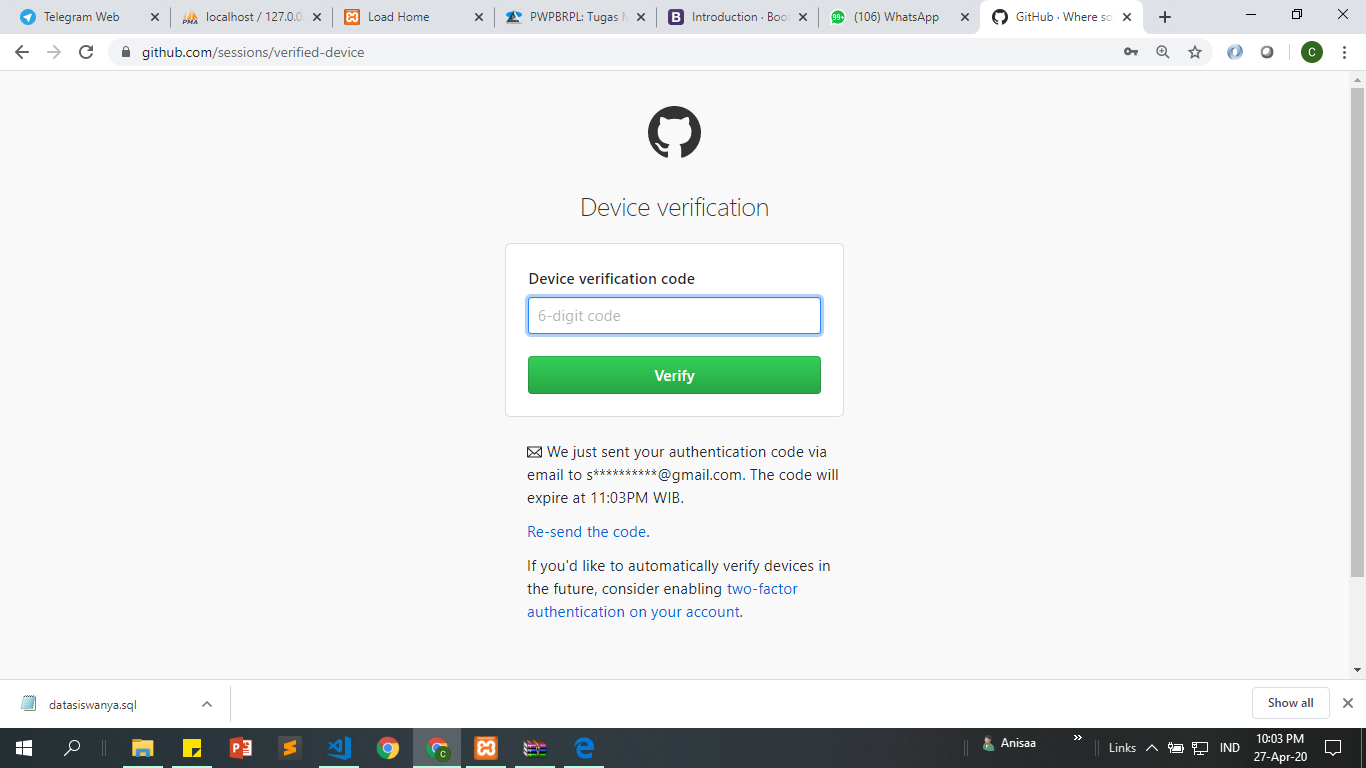 Telegram Web
localhost / 127.0.0
Load Home
PWPBRPL: Tugas
Introduction · Boo
(106) WhatsApp
GitHub · Where so
github.com/sessions/verified-device
C
Device verification
Device verification code
6-digit code
Verify
We just sent your authentication code via
email to s**********@gmail.com. The code will
expire at 11:03PM WIB.
Re-send the code.
If you'd like to automatically verify devices in
the future, consider enabling two-factor
authentication on your account.
datasiswanya.sql
Show all
Anisaa
Links
IND
10:03 PM
27-Apr-20